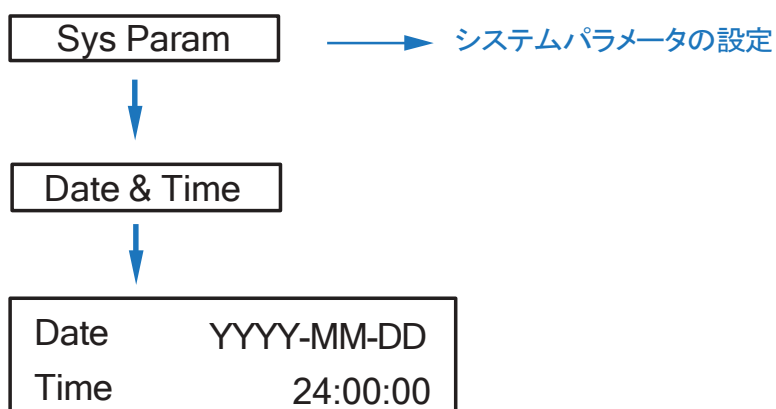 Sys Param
システムパラメータの設定
Date & Time
Date YYYY-MM-DD
Time 24:00:00